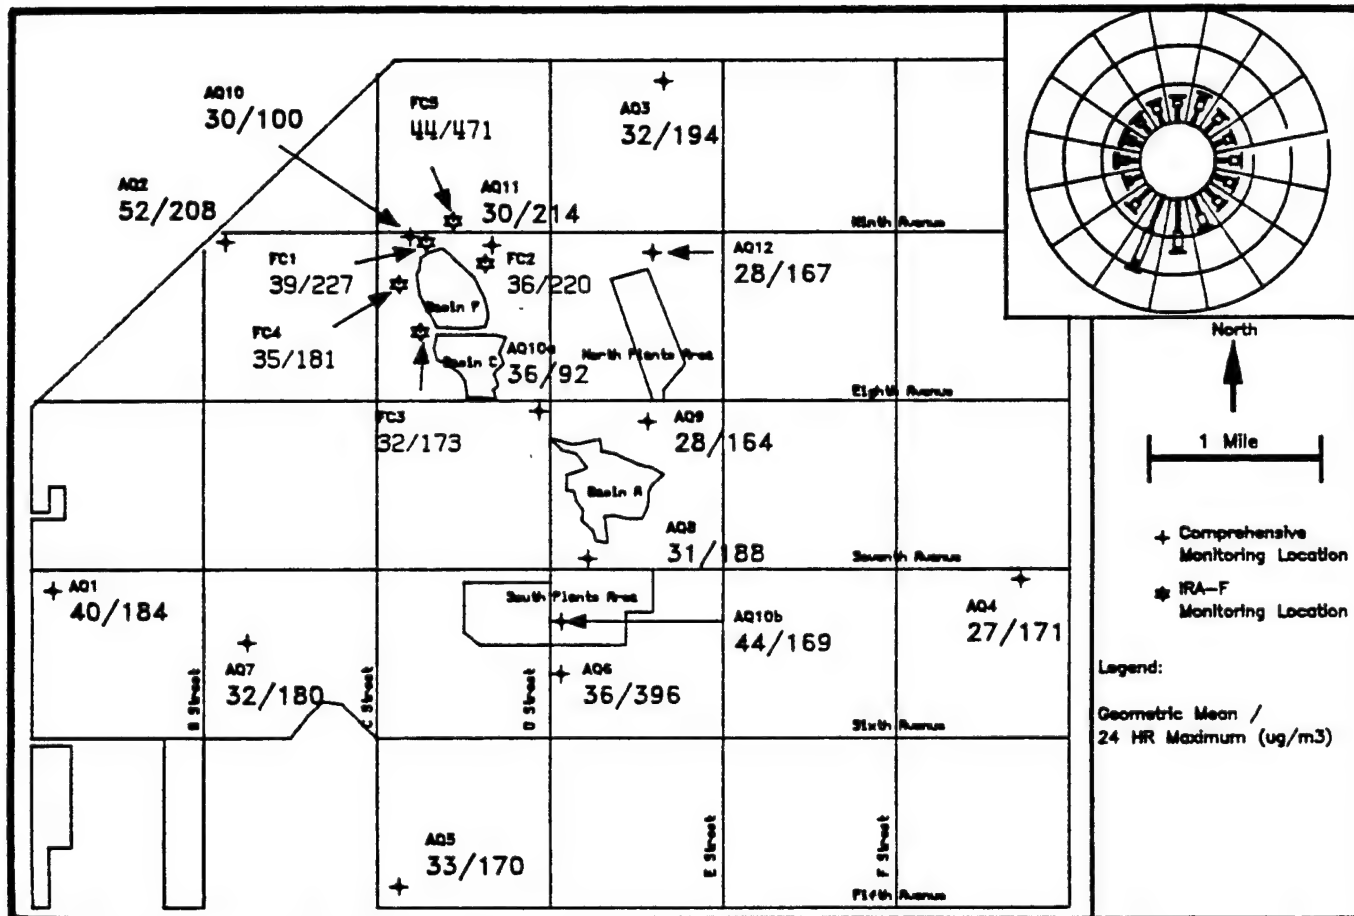 AQ10
30/100
FC5
44/471
AQ3
32/194
AQ2
52/208
AQ11
30/214
Ninth Avenue
FC1
39/227
FC2
36/220
AQ12
28/167
Basin F
FC4
35/181
Basin C
AQ10a
36/92
North Plants Area
Eighth Avenue
FC3
32/173
AQ9
28/164
Basin A
AQ8
31/188
Seventh Avenue
AQ1
40/184
South Plants Area
AQ10b
44/169
AQ4
27/171
AQ7
32/180
AQ6
36/396
B Street
C Street
D Street
Sixth Avenue
AQ5
33/170
E Street
F Street
Fifth Avenue
North
1 Mile
Comprehensive
Monitoring Location
IRA-F
Monitoring Location
Legend:
Geometric Mean /
24 HR Maximum (ug/m3)